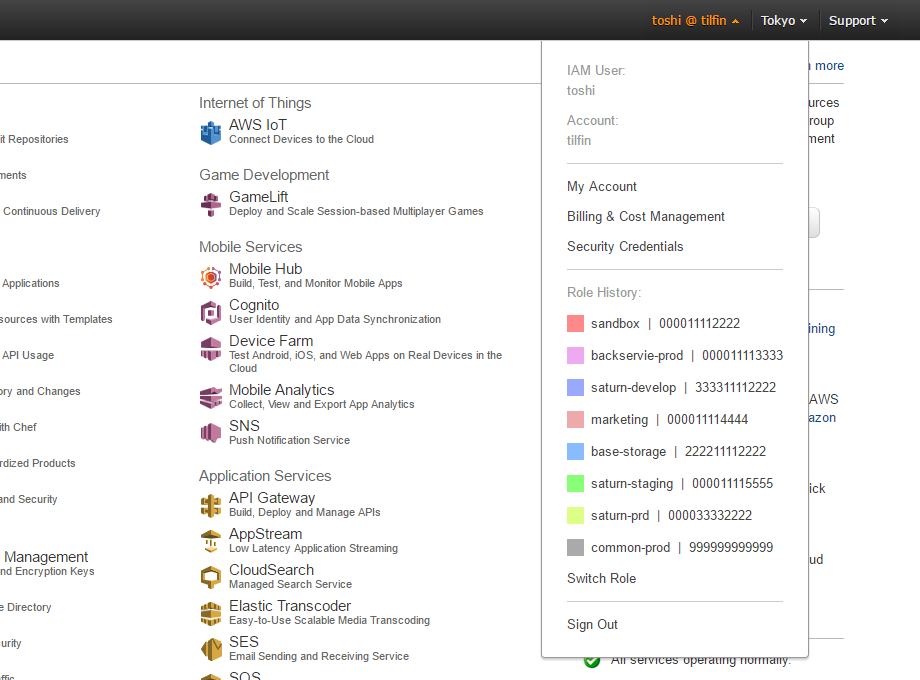 toshi @ tilfin
Tokyo
Support
it Repositories
ments
Continuous Delivery
Applications
sources with Templates
API Usage
ory and Changes
ith Chef
rdized Products
and Security
Management
nd Encryption Keys
e Directory
urity
affic
Internet of Things
AWS IoT
Connect Devices to the Cloud
Game Development
GameLift
Deploy and Scale Session-based Multiplayer Games
Mobile Services
Mobile Hub
Build, Test, and Monitor Mobile Apps
Cognito
User Identity and App Data Synchronization
Device Farm
Test Android, iOS, and Web Apps on Real Devices in the
Cloud
Mobile Analytics
Collect, View and Export App Analytics
SNS
Push Notification Service
Application Services
API Gateway
Build, Deploy and Manage APIs
AppStream
Low Latency Application Streaming
CloudSearch
Managed Search Service
Elastic Transcoder
Easy-to-Use Scalable Media Transcoding
SES
Email Sending and Receiving Service
SQS
IAM User:
toshi
Account:
tilfin
My Account
Billing & Cost Management
Security Credentials
Role History:
sandbox | 000011112222
backservie-prod | 000011113333
saturn-develop | 333311112222
marketing | 000011114444
base-storage | 222211112222
saturn-staging | 000011115555
saturn-prd | 000033332222
common-prod | 999999999999
Switch Role
Sign Out
more
urces
roup
ment
ining
AWS
azon
ick
ud
All services operating normally.